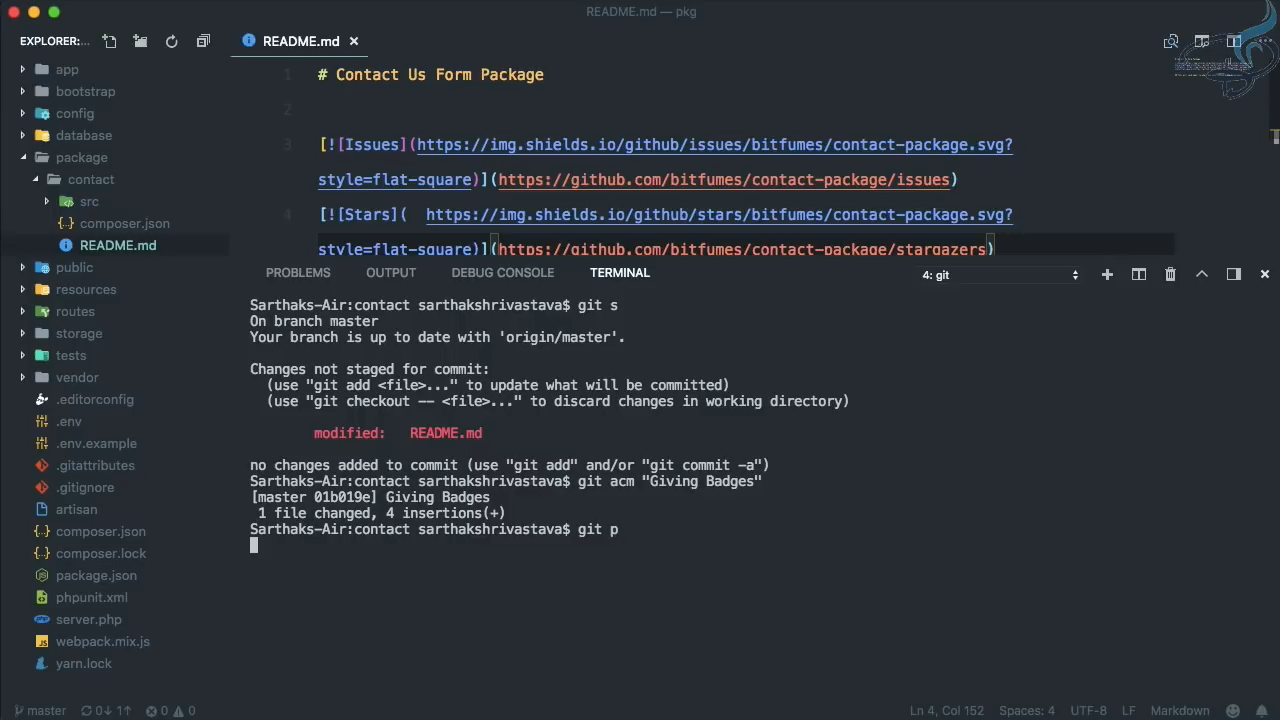 README.md — pkg
EXPLORER:...
README.md
app
bootstrap
config
database
package
contact
src
composer.json
README.md
public
resources
routes
storage
tests
vendor
.editorconfig
.env
.env.example
.gitattributes
.gitignore
artisan
composer.json
composer.lock
package.json
phpunit.xml
server.php
webpack.mix.js
yarn.lock
1 # Contact Us Form Package
2
3 [![Issues](https://img.shields.io/github/issues/bitfumes/contact-package.svg?
style=flat-square)](https://github.com/bitfumes/contact-package/issues)
4 [![Stars]( https://img.shields.io/github/stars/bitfumes/contact-package.svg?
style=flat-square)](https://github.com/bitfumes/contact-package/stargazers)
PROBLEMS OUTPUT DEBUG CONSOLE TERMINAL 4: git
Sarthaks-Air:contact sarthakshrivastava$ git s
On branch master
Your branch is up to date with 'origin/master'.
Changes not staged for commit:
(use "git add <file>..." to update what will be committed)
(use "git checkout -- <file>..." to discard changes in working directory)
modified: README.md
no changes added to commit (use "git add" and/or "git commit -a")
Sarthaks-Air:contact sarthakshrivastava$ git acm "Giving Badges"
[master 01b019e] Giving Badges
1 file changed, 4 insertions(+)
Sarthaks-Air:contact sarthakshrivastava$ git p
master 0↓ 1↑ 0 0 Ln 4, Col 152 Spaces: 4 UTF-8 LF Markdown